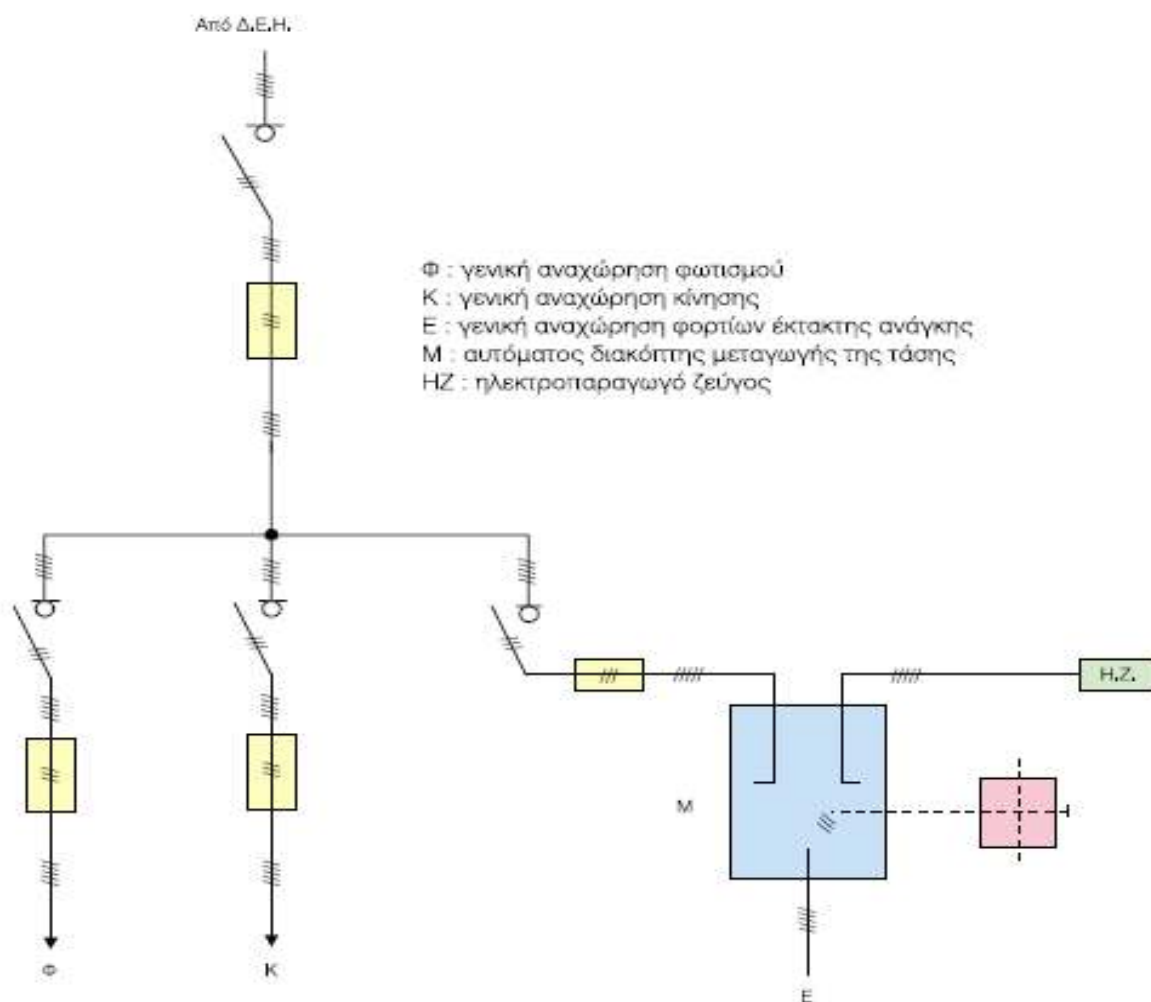 Από Δ.Ε.Η.
Φ : γενική αναχώρηση φωτισμού
Κ : γενική αναχώρηση κίνησης
Ε : γενική αναχώρηση φορτίων έκτακτης ανάγκης
Μ : αυτόματος διακόπτης μεταγωγής της τάσης
ΗΖ : ηλεκτροπαραγωγό ζεύγος
Η.Ζ.
Μ
Φ
Κ
Ε